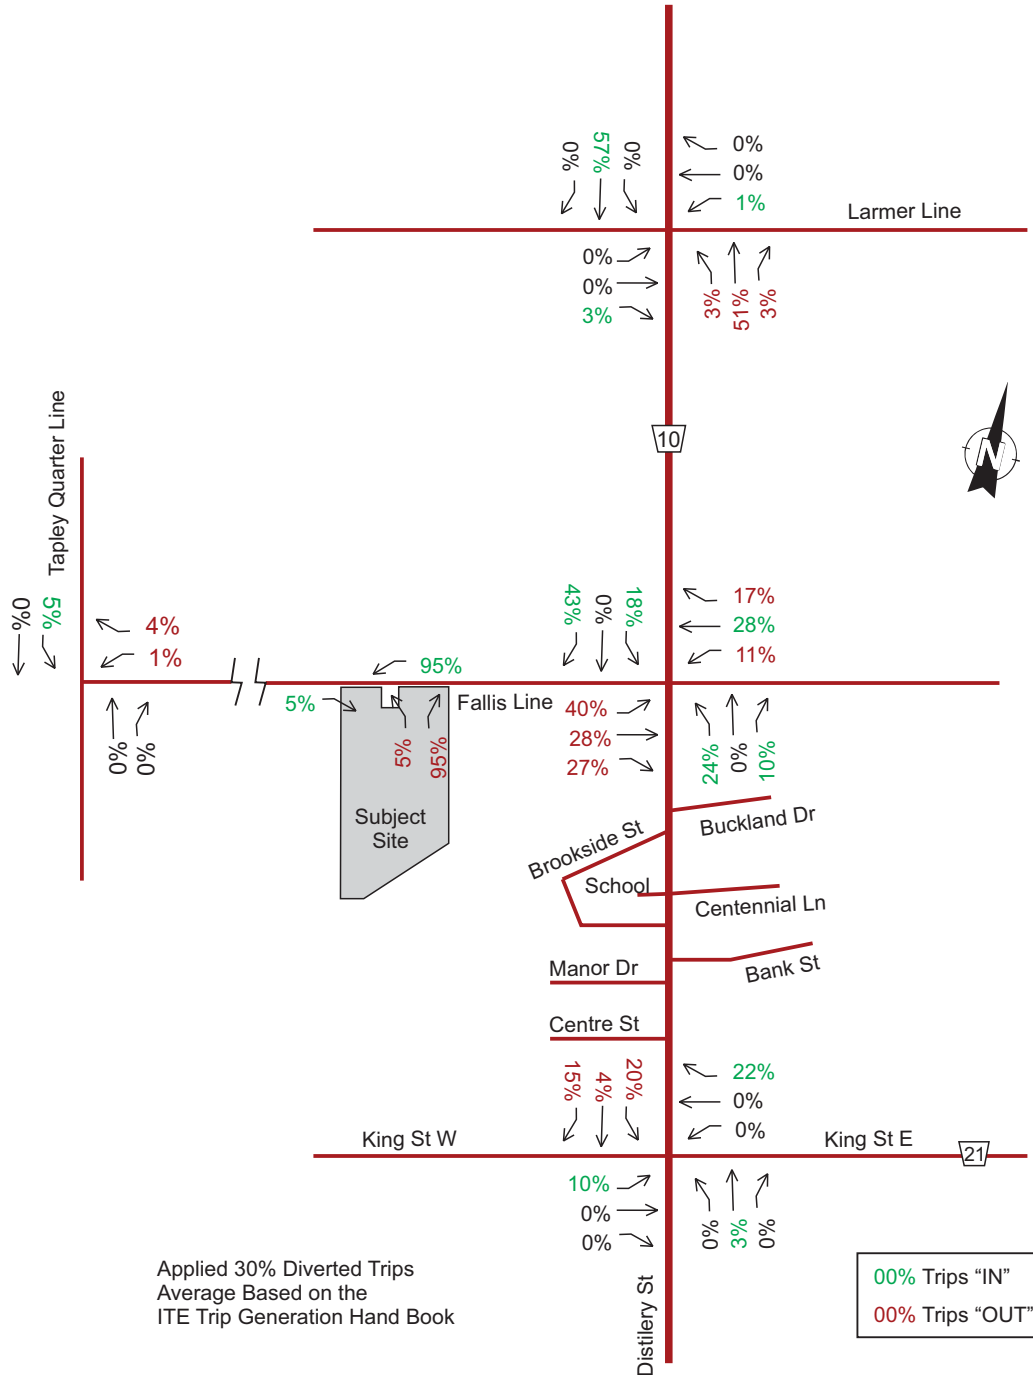 0%
57%
0%
0%
0%
1%
Larmer Line
0%
0%
3%
3%
51%
3%
10
N
Tapley Quarter Line
0%
5%
4%
1%
0%
0%
95%
5%
5%
95%
Fallis Line
Subject
Site
43%
0%
18%
17%
28%
11%
40%
28%
27%
24%
0%
10%
Buckland Dr
Brookside St
School
Centennial Ln
Bank St
Manor Dr
Centre St
15%
4%
20%
22%
0%
0%
King St W
King St E
21
10%
0%
0%
0%
3%
0%
Distilery St
Applied 30% Diverted Trips
Average Based on the
ITE Trip Generation Hand Book
00% Trips “IN”
00% Trips “OUT”